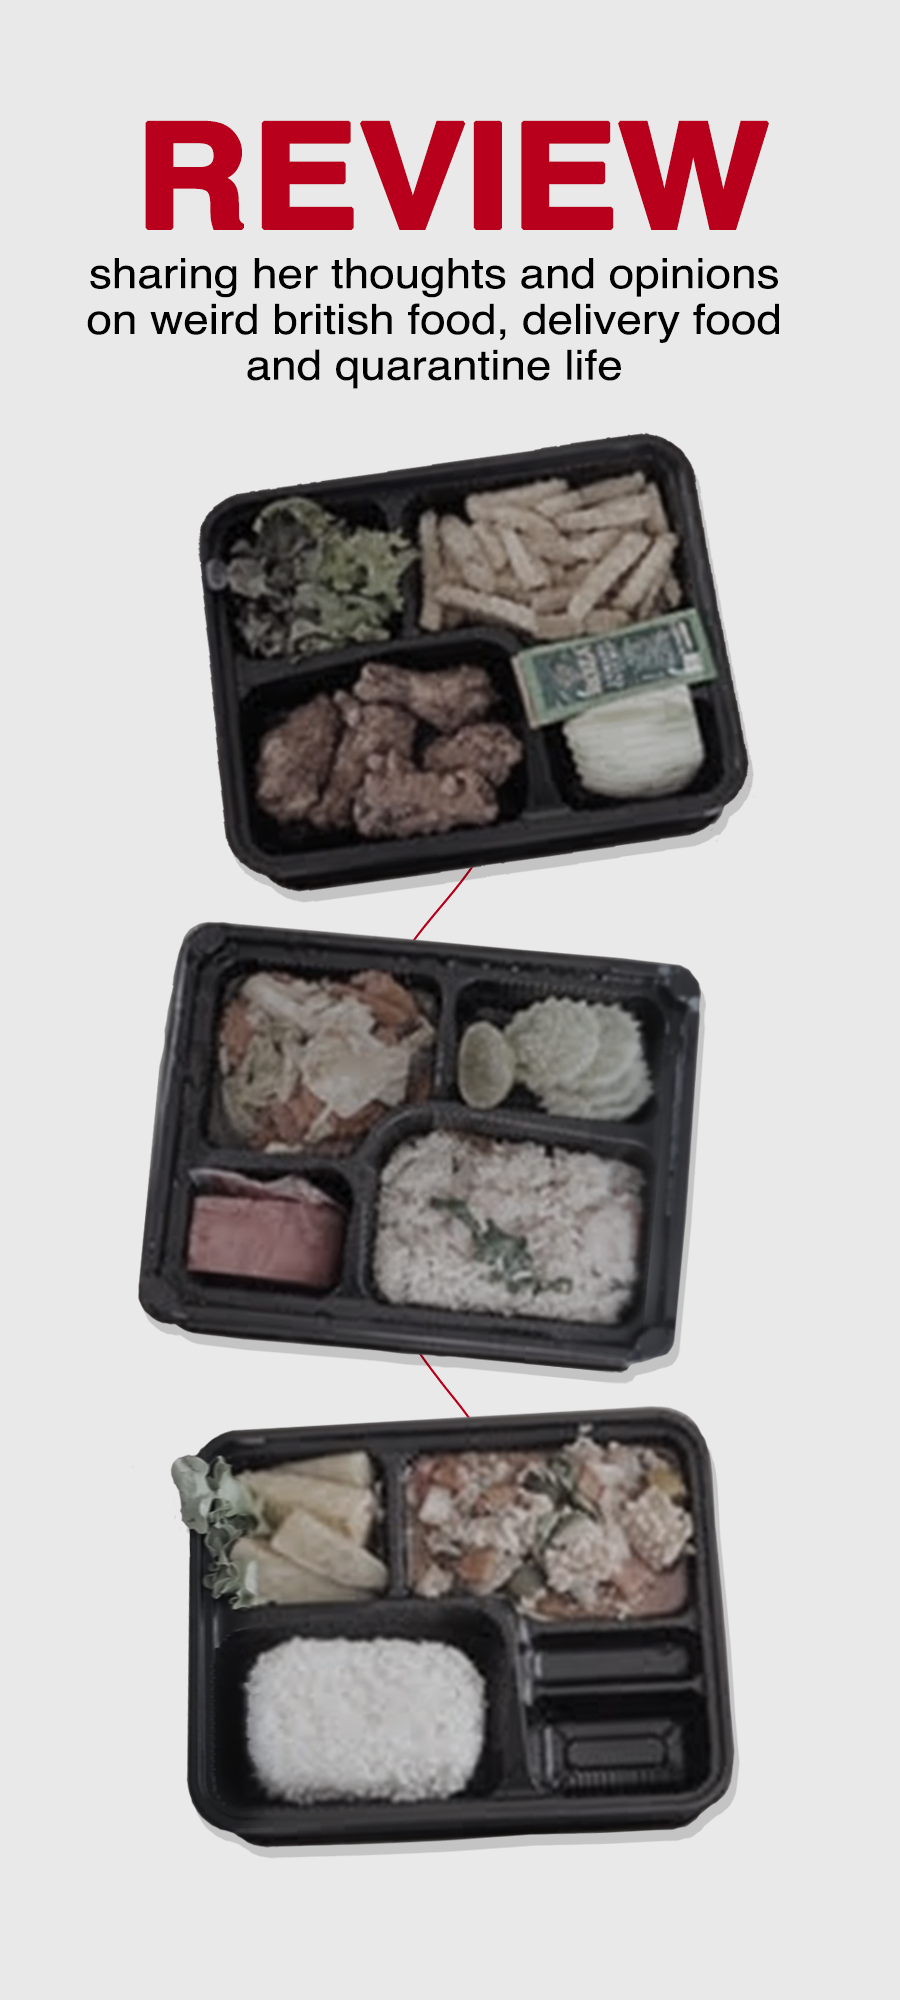 REVIEW
sharing her thoughts and opinions
on weird british food, delivery food
and quarantine life